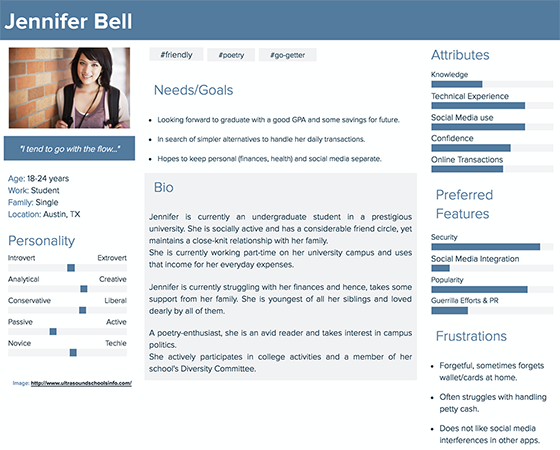 Jennifer Bell
"I tend to go with the flow..."
Age: 18-24 years
Work: Student
Family: Single
Location: Austin, TX
Personality
Introvert Extrovert
Analytical Creative
Conservative Liberal
Passive Active
Novice Techie
Image: http://www.ultrasoundschoolsinfo.com/
#friendly #poetry #go-getter
Needs/Goals
• Looking forward to graduate with a good GPA and some savings for future.
• In search of simpler alternatives to handle her daily transactions.
• Hopes to keep personal (finances, health) and social media separate.
Bio
Jennifer is currently an undergraduate student in a prestigious
university. She is socially active and has a considerable friend circle, yet
maintains a close-knit relationship with her family.
She is currently working part-time on her university campus and uses
that income for her everyday expenses.
Jennifer is currently struggling with her finances and hence, takes some
support from her family. She is youngest of all her siblings and loved
dearly by all of them.
A poetry-enthusiast, she is an avid reader and takes interest in campus
politics.
She actively participates in college activities and a member of her
school's Diversity Committee.
Attributes
Knowledge
Technical Experience
Social Media use
Confidence
Online Transactions
Preferred
Features
Security
Social Media Integration
Popularity
Guerrilla Efforts & PR
Frustrations
• Forgetful, sometimes forgets
wallet/cards at home.
• Often struggles with handling
petty cash.
• Does not like social media
interferences in other apps.